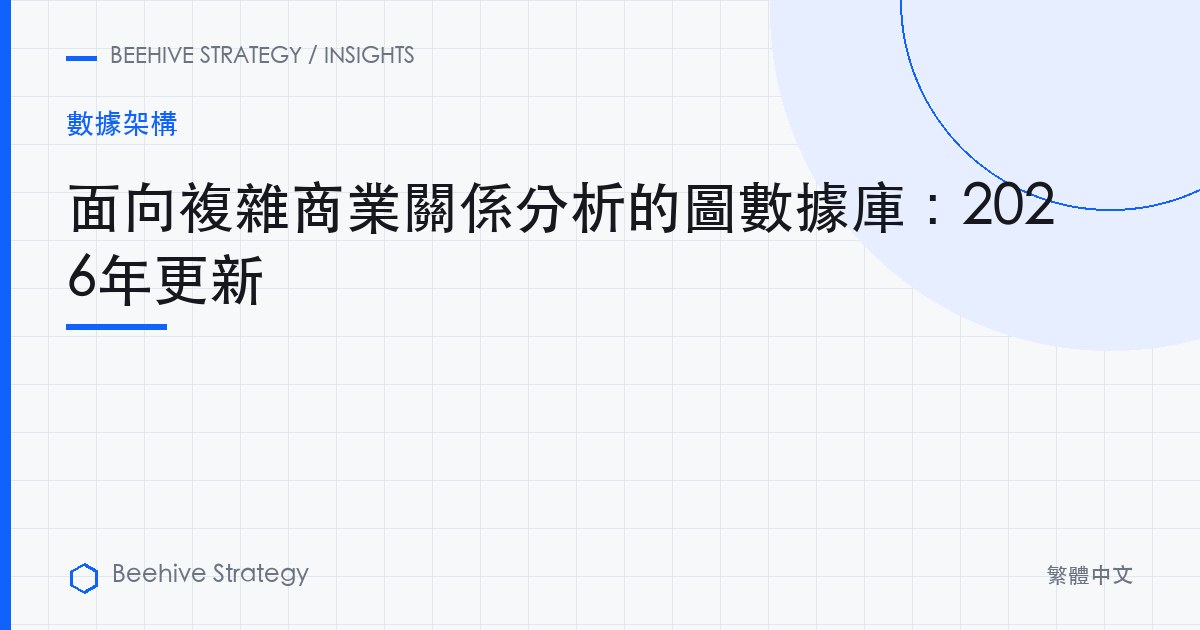 BEEHIVE STRATEGY / INSIGHTS
數據架構
面向複雜商業關係分析的圖數據庫：202
6年更新
Beehive Strategy
繁體中文